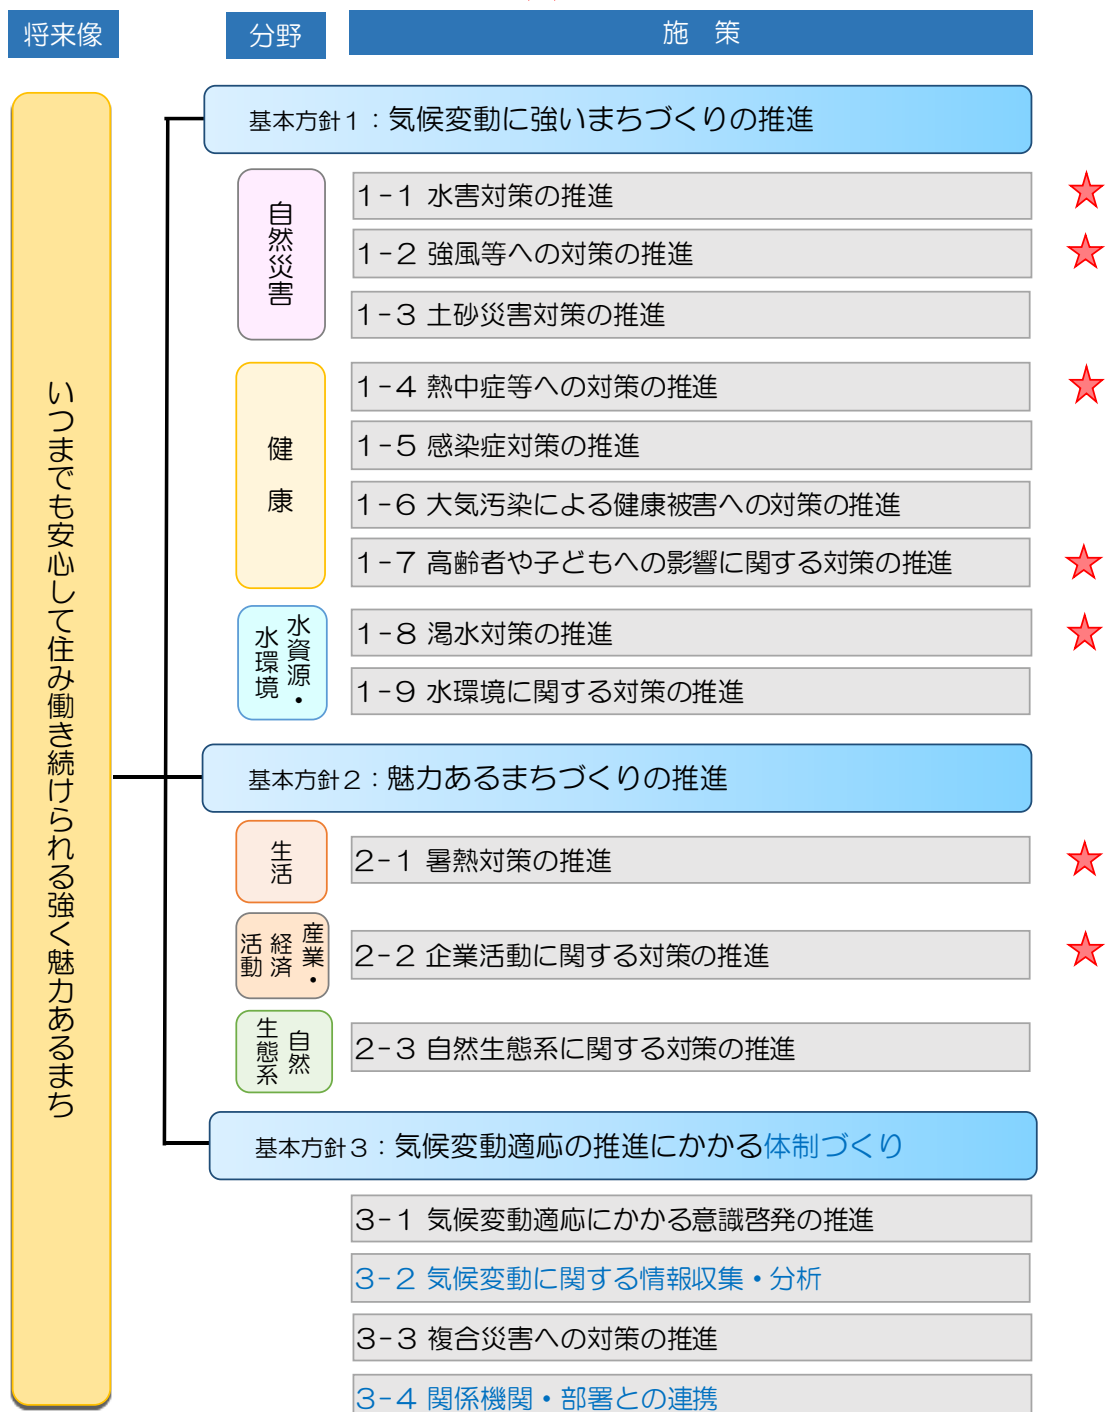 将来像
分野
施　策
いつまでも安心して住み働き続けられる強く魅力あるまち
基本方針１：気候変動に強いまちづくりの推進
自然災害
１-１ 水害対策の推進
１-２ 強風等への対策の推進
１-３ 土砂災害対策の推進
健　康
１-４ 熱中症等への対策の推進
１-５ 感染症対策の推進
１-６ 大気汚染による健康被害への対策の推進
１-７ 高齢者や子どもへの影響に関する対策の推進
水資源・
水環境
１-８ 渇水対策の推進
１-９ 水環境に関する対策の推進
基本方針２：魅力あるまちづくりの推進
生活
２-１ 暑熱対策の推進
産業・
経済
活動
２-２ 企業活動に関する対策の推進
自然
生態系
２-３ 自然生態系に関する対策の推進
基本方針３：気候変動適応の推進にかかる体制づくり
３-１ 気候変動適応にかかる意識啓発の推進
３-２ 気候変動に関する情報収集・分析
３-３ 複合災害への対策の推進
３-４ 関係機関・部署との連携